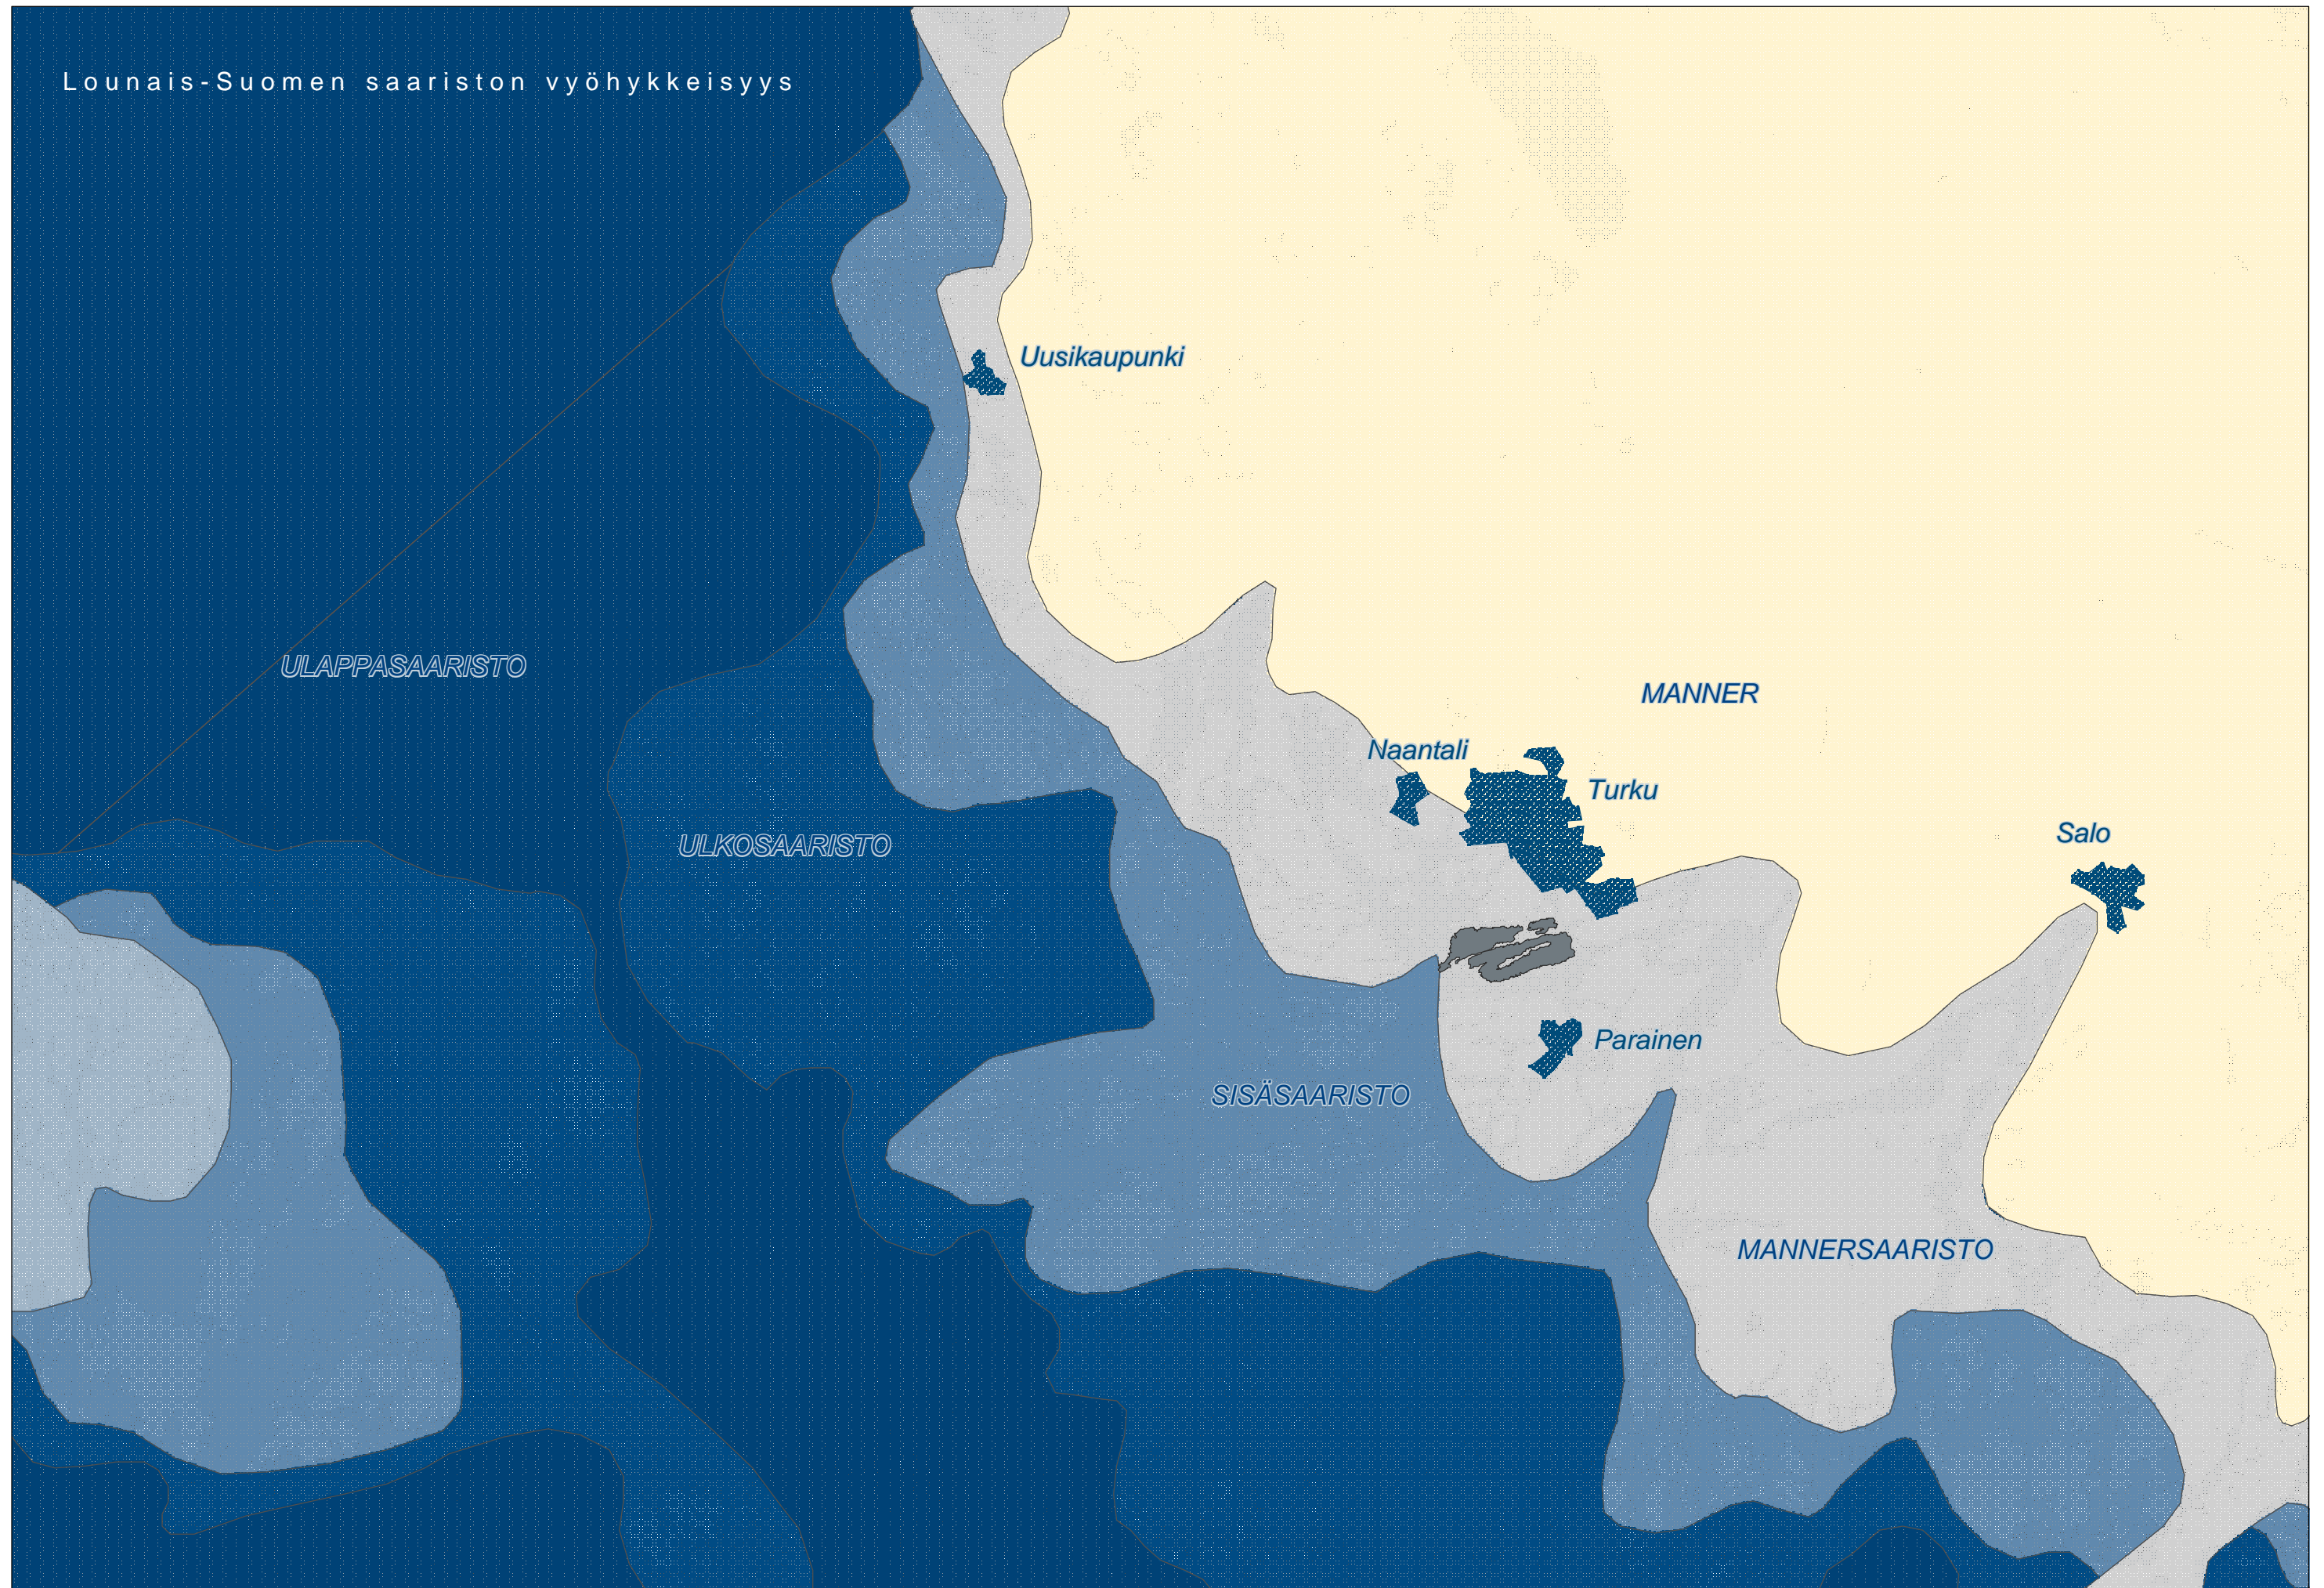 Lounais-Suomen saariston vyöhykkeisyys
Uusikaupunki
ULAPPASAARISTO
MANNER
Naantali
Turku
Salo
ULKOSAARISTO
Parainen
SISÄSAARISTO
MANNERSAARISTO